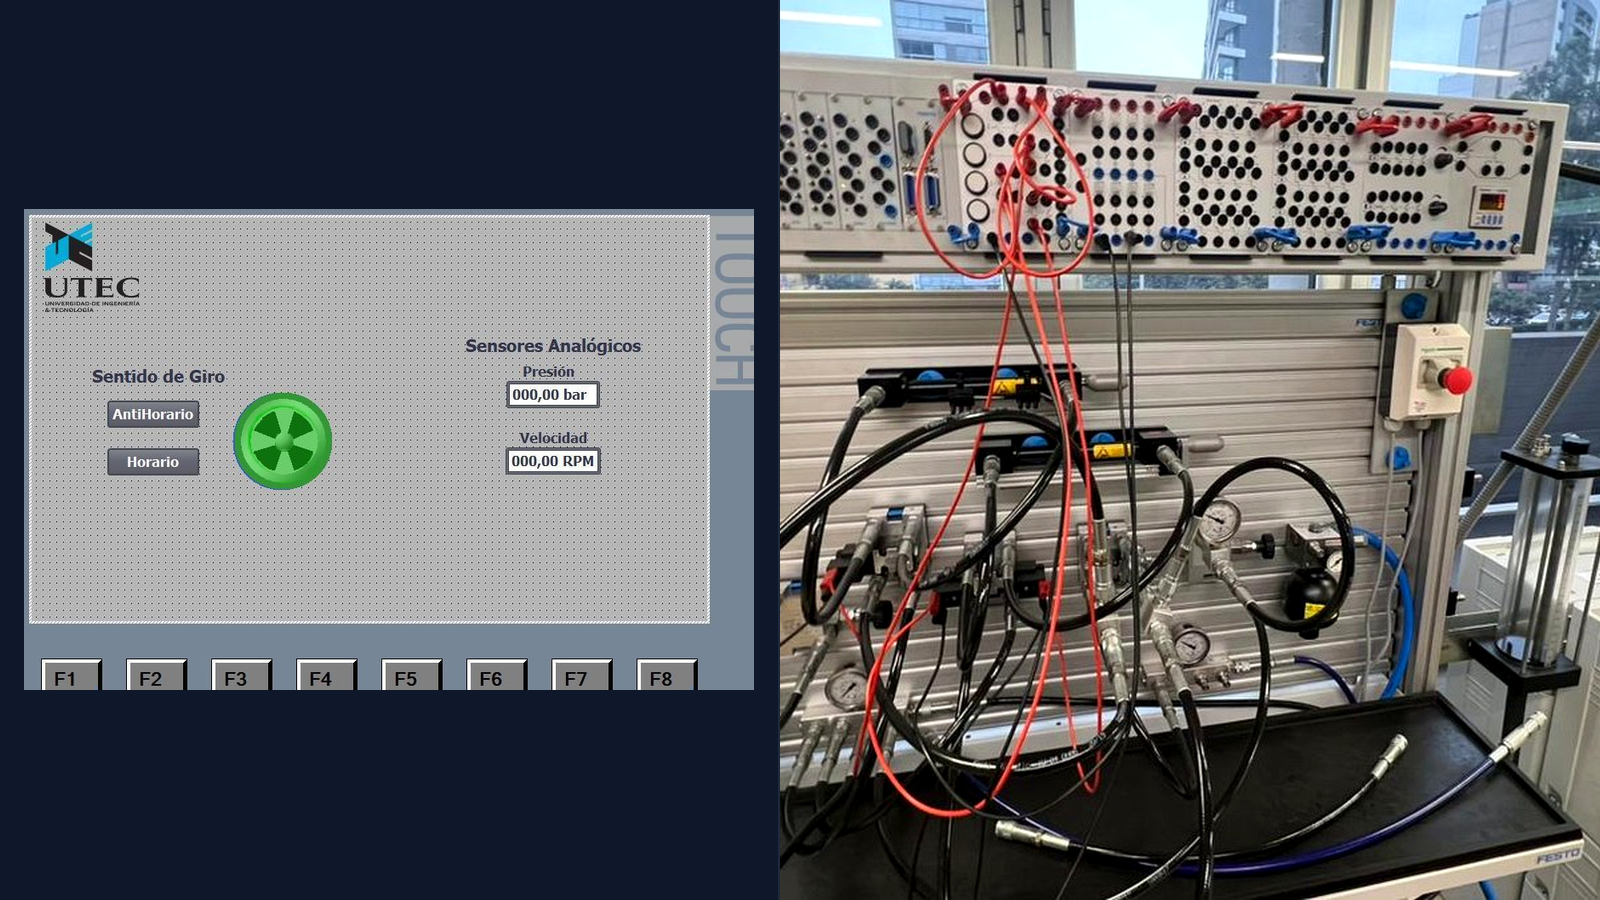 UTEC
UNIVERSIDAD DE INGENIERÍA
& TECNOLOGÍA
TOUCH
Sensores Analógicos
Presión
000,00 bar
Sentido de Giro
AntiHorario
Velocidad
Horario
000,00 RPM
F1 F2 F3 F4 F5 F6 F7 F8
FESTO
FESTO